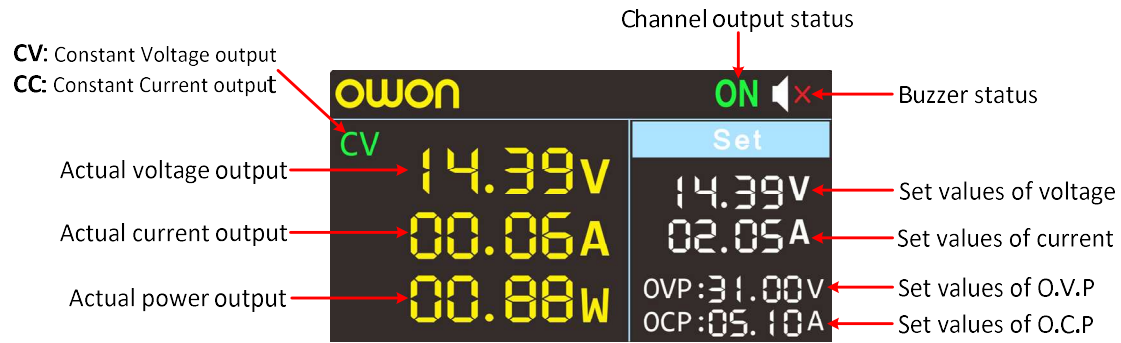 Channel output status
CV: Constant Voltage output
CC: Constant Current output
owon
ON
Buzzer status
CV
Set
Actual voltage output
14.39V
14.39V
Set values of voltage
Actual current output
00.06A
02.05A
Set values of current
Actual power output
00.88W
OVP:31.00V
Set values of O.V.P
OCP:05.10A
Set values of O.C.P